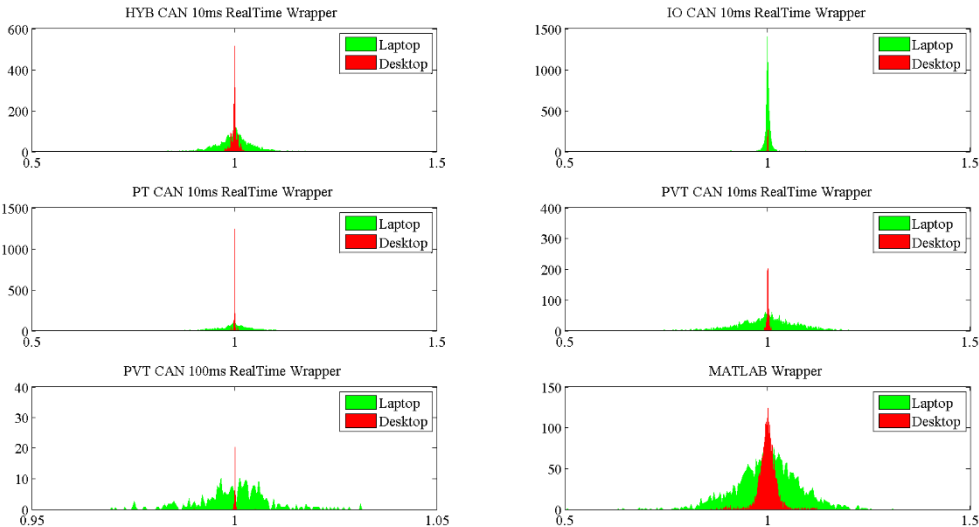 HYB CAN 10ms RealTime Wrapper
600
400
200
0
0.5
1
1.5
Laptop
Desktop
IO CAN 10ms RealTime Wrapper
1500
1000
500
0
0.5
1
1.5
Laptop
Desktop
PT CAN 10ms RealTime Wrapper
1500
1000
500
0
0.5
1
1.5
Laptop
Desktop
PVT CAN 10ms RealTime Wrapper
400
300
200
100
0
0.5
1
1.5
Laptop
Desktop
PVT CAN 100ms RealTime Wrapper
40
30
20
10
0
0.95
1
1.05
Laptop
Desktop
MATLAB Wrapper
150
100
50
0
0.5
1
1.5
Laptop
Desktop